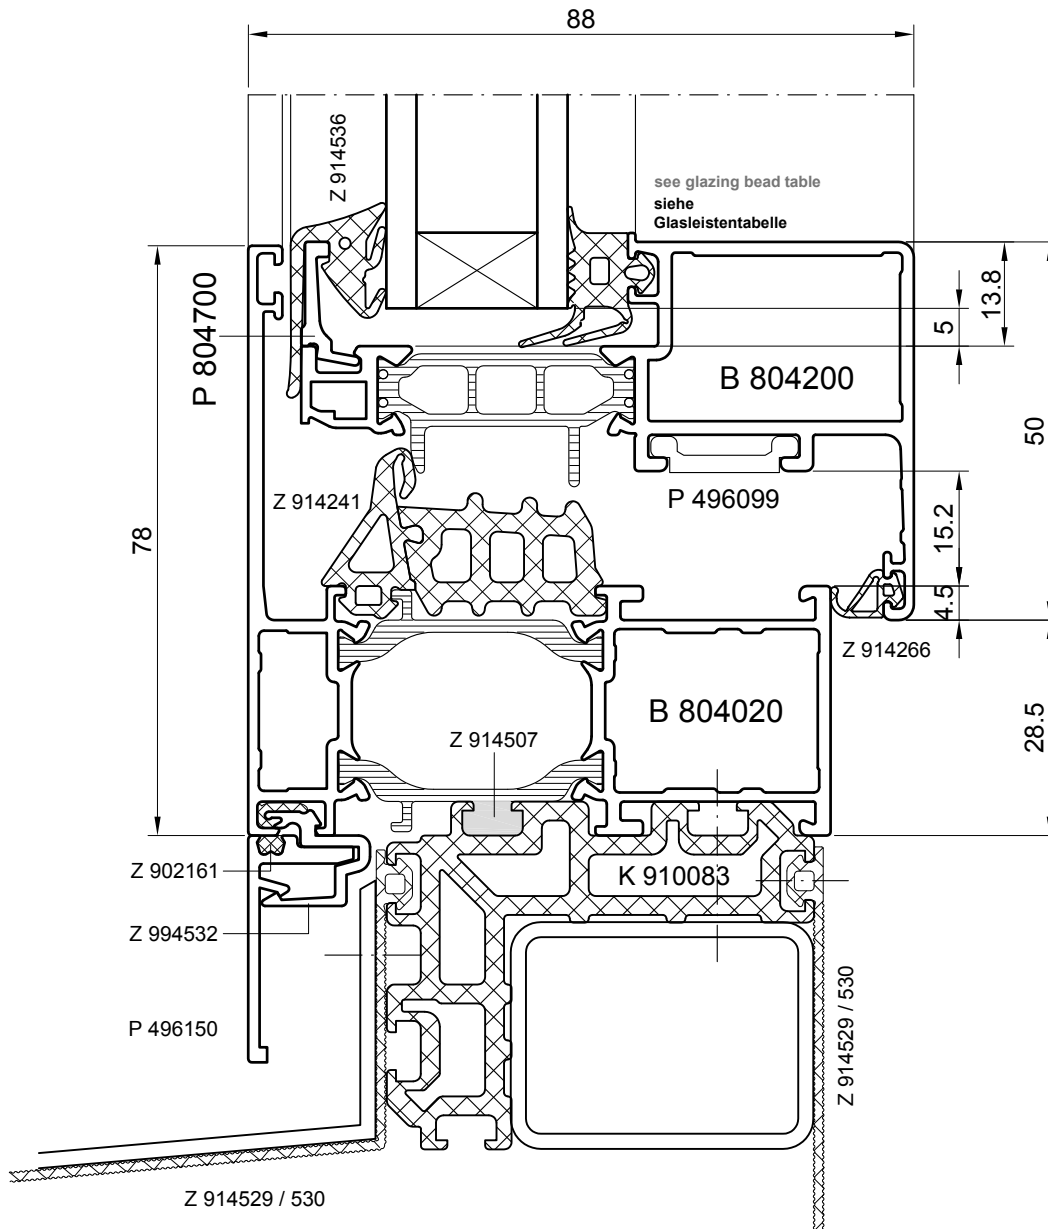 88
Z 914536
see glazing bead table
siehe
Glasleistentabelle
P 804700
13.8
5
B 804200
50
P 496099
Z 914241
78
15.2
4.5
Z 914266
B 804020
Z 914507
28.5
Z 902161
K 910083
Z 994532
P 496150
Z 914529 / 530
Z 914529 / 530